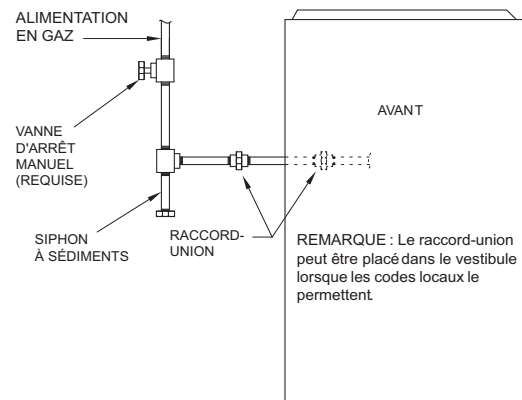 ALIMENTATION
EN GAZ
AVANT
VANNE
D'ARRÊT
MANUEL
(REQUISE)
SIPHON
À SÉDIMENTS
RACCORD-
UNION
REMARQUE : Le raccord-union
peut être placé dans le vestibule
lorsque les codes locaux le
permettent.